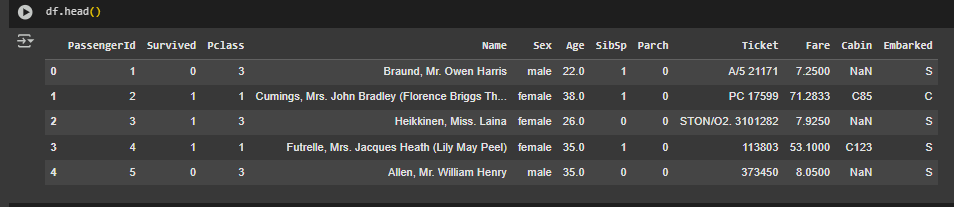 df.head()
PassengerId Survived Pclass Name Sex Age SibSp Parch Ticket Fare Cabin Embarked
0 1 0 3 Braund, Mr. Owen Harris male 22.0 1 0 A/5 21171 7.2500 NaN S
1 2 1 1 Cumings, Mrs. John Bradley (Florence Briggs Th... female 38.0 1 0 PC 17599 71.2833 C85 C
2 3 1 3 Heikkinen, Miss. Laina female 26.0 0 0 STON/O2. 3101282 7.9250 NaN S
3 4 1 1 Futrelle, Mrs. Jacques Heath (Lily May Peel) female 35.0 1 0 113803 53.1000 C123 S
4 5 0 3 Allen, Mr. William Henry male 35.0 0 0 373450 8.0500 NaN S